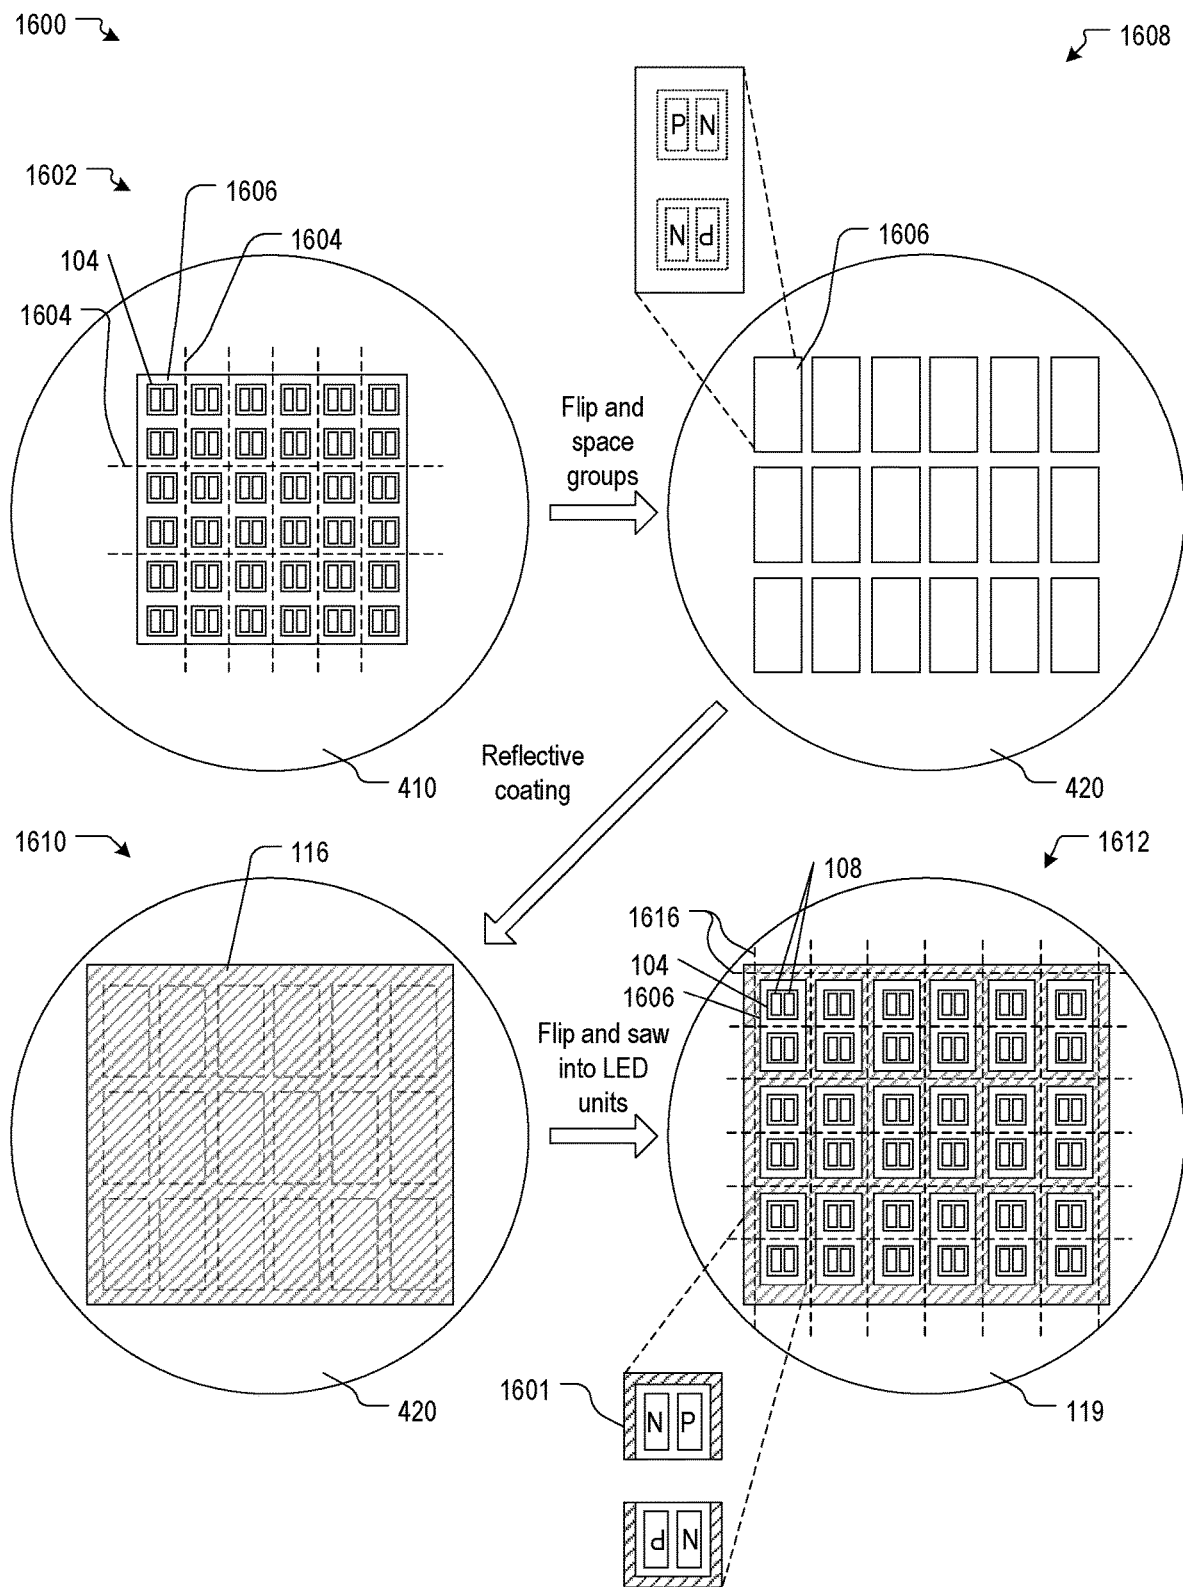 1600
1608
P N
N P
1602
1606
1604
104
1604
1606
Flip and
space
groups
410
420
Reflective
coating
1610
116
1612
108
1616
104
1606
Flip and saw
into LED
units
1601
N P
420
119
P N